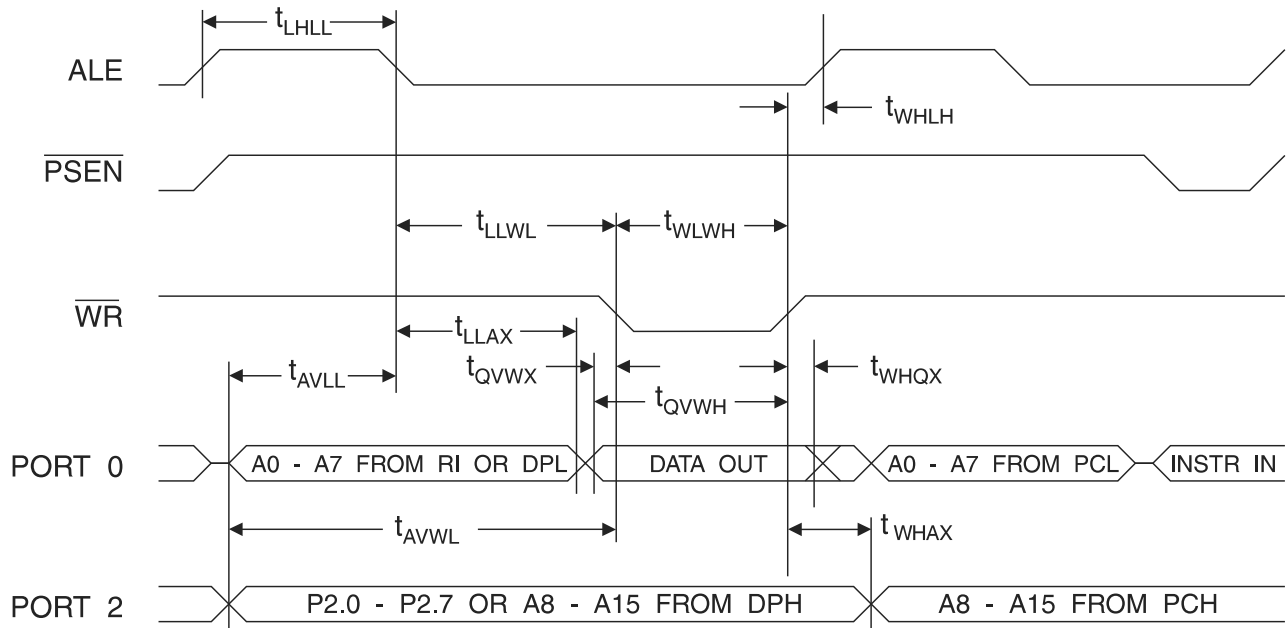 tLHLL
ALE
tWHLH
PSEN
tLLWL
tWLWH
WR
tLLAX
tAVLL
tQVWX
tWHQX
tQVWH
PORT 0
A0 - A7 FROM RI OR DPL
DATA OUT
A0 - A7 FROM PCL
INSTR IN
tAVWL
tWHAX
PORT 2
P2.0 - P2.7 OR A8 - A15 FROM DPH
A8 - A15 FROM PCH